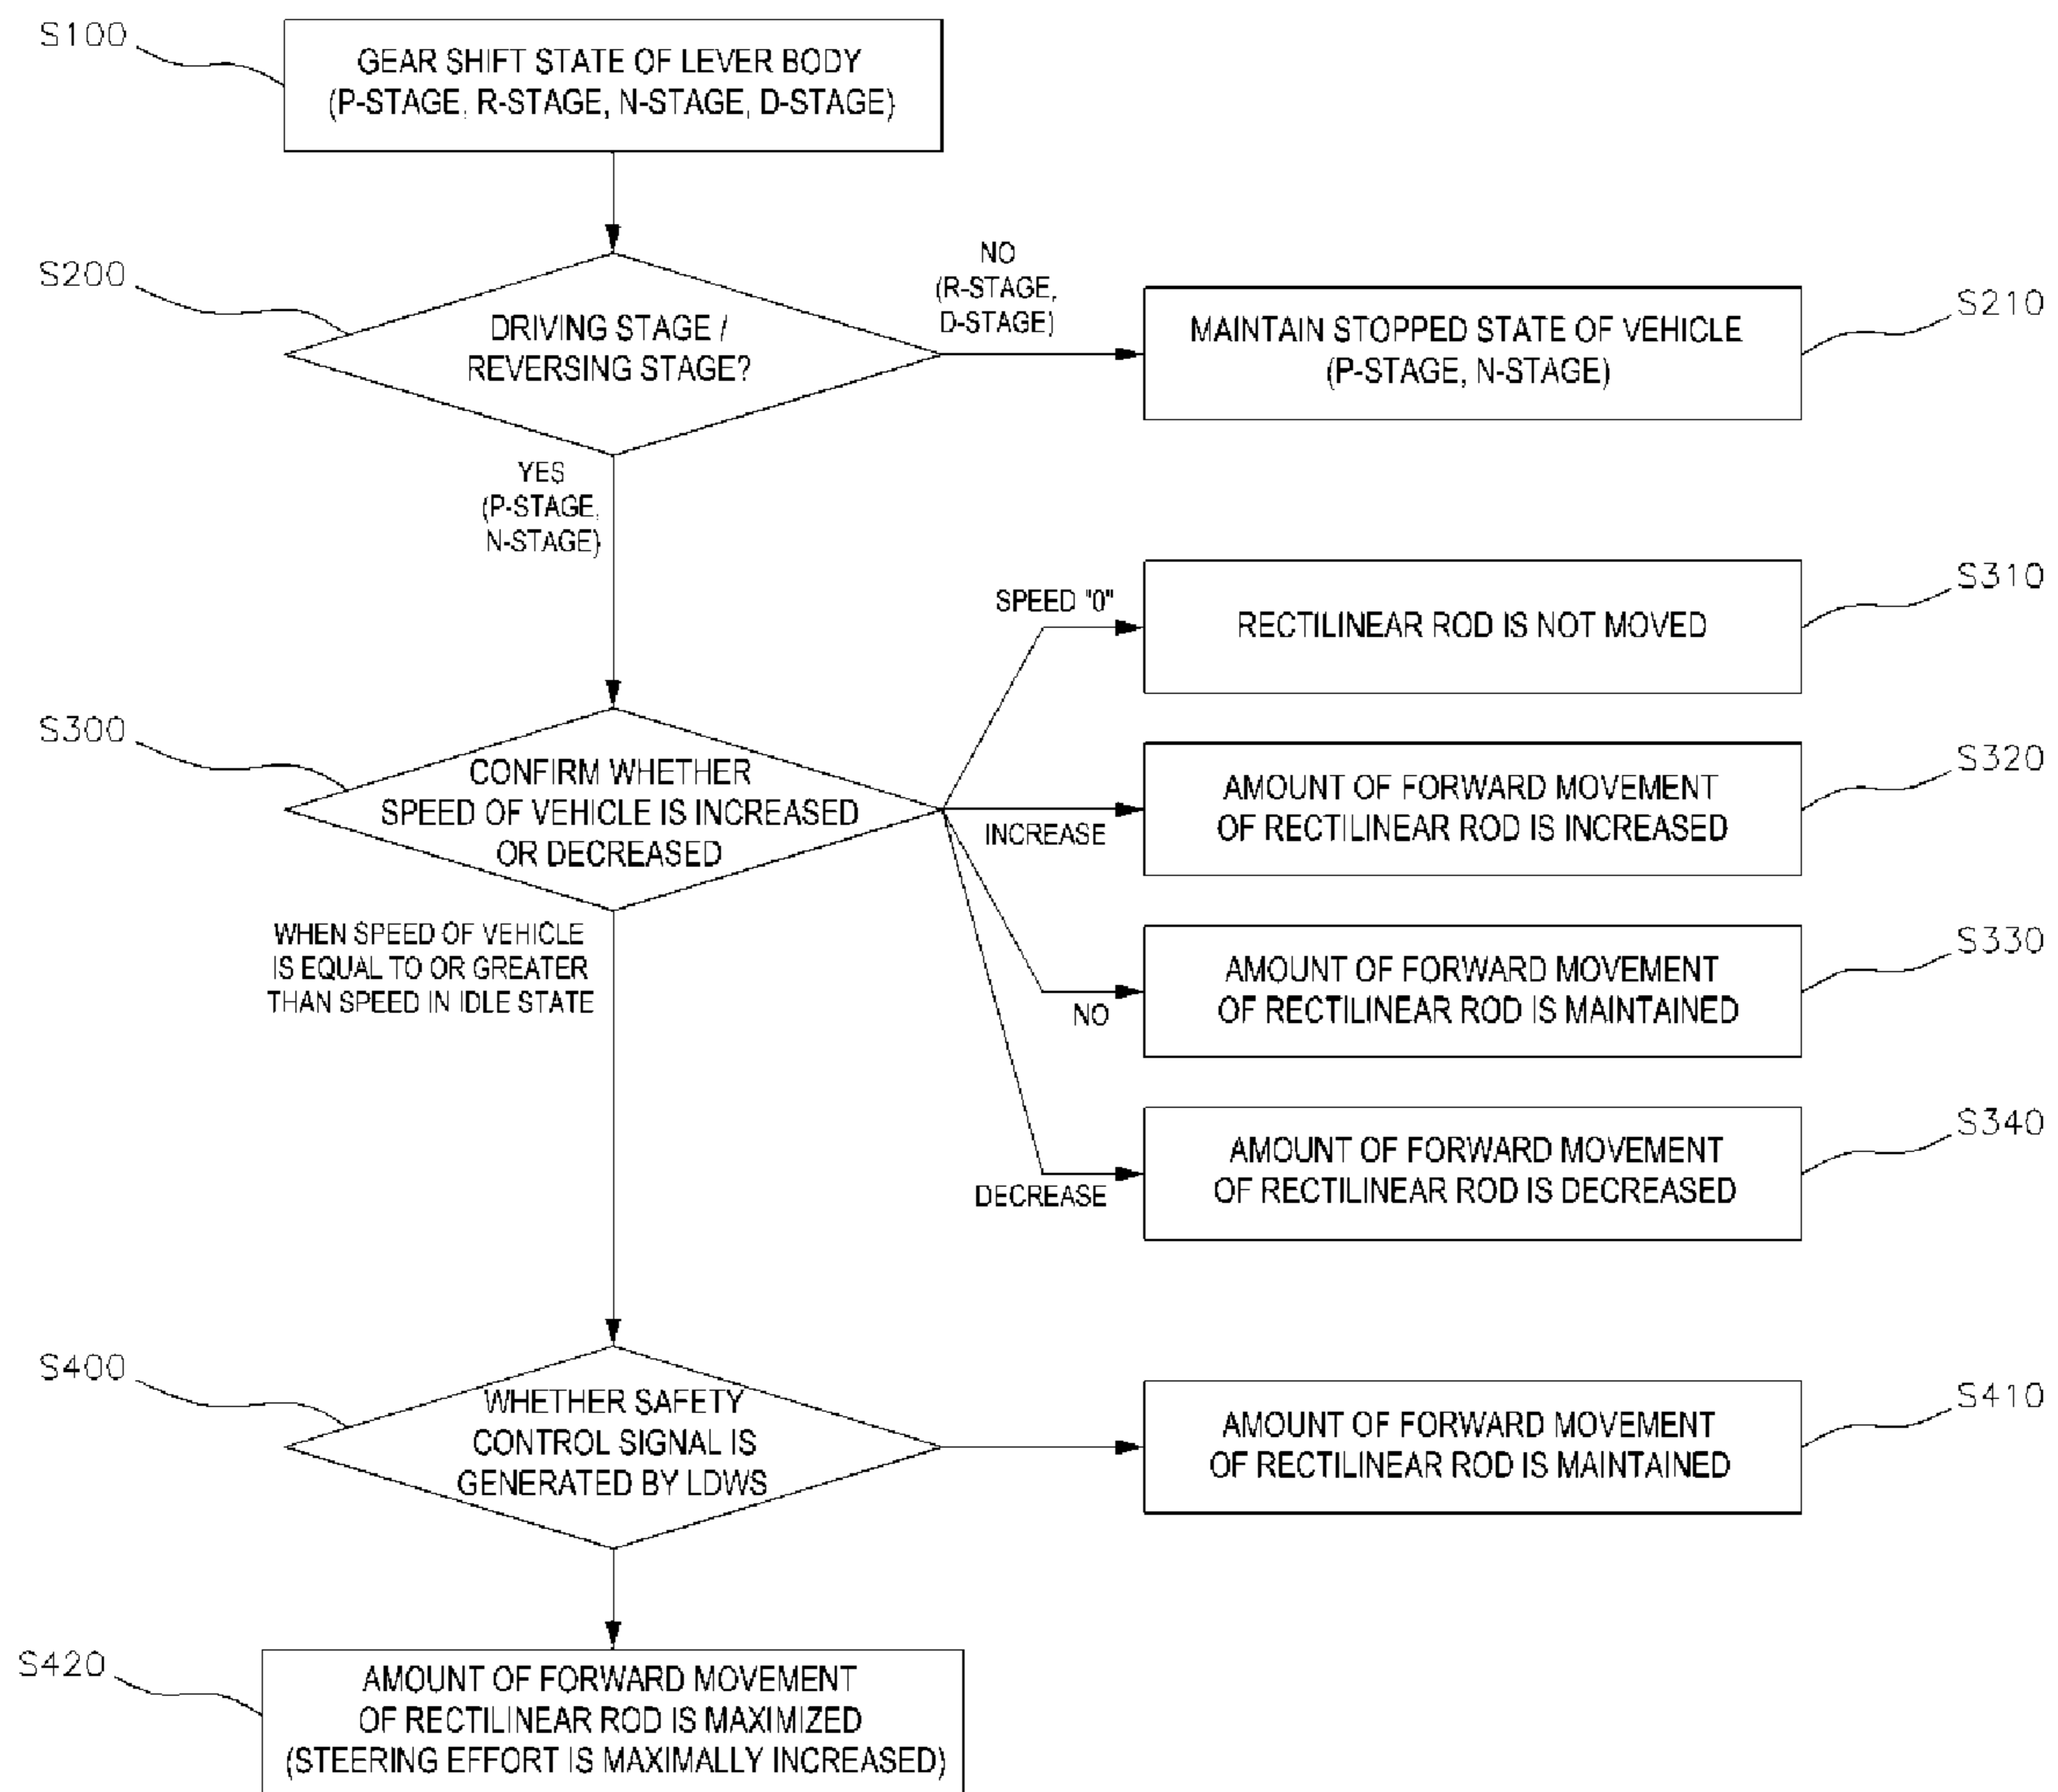 S100
GEAR SHIFT STATE OF LEVER BODY
(P-STAGE, R-STAGE, N-STAGE, D-STAGE)
S200
DRIVING STAGE /
REVERSING STAGE?
NO
(R-STAGE,
D-STAGE)
MAINTAIN STOPPED STATE OF VEHICLE
(P-STAGE, N-STAGE)
S210
YES
(P-STAGE,
N-STAGE)
S300
CONFIRM WHETHER
SPEED OF VEHICLE IS INCREASED
OR DECREASED
SPEED "0"
RECTILINEAR ROD IS NOT MOVED
S310
INCREASE
AMOUNT OF FORWARD MOVEMENT
OF RECTILINEAR ROD IS INCREASED
S320
NO
AMOUNT OF FORWARD MOVEMENT
OF RECTILINEAR ROD IS MAINTAINED
S330
DECREASE
AMOUNT OF FORWARD MOVEMENT
OF RECTILINEAR ROD IS DECREASED
S340
WHEN SPEED OF VEHICLE
IS EQUAL TO OR GREATER
THAN SPEED IN IDLE STATE
S400
WHETHER SAFETY
CONTROL SIGNAL IS
GENERATED BY LDWS
AMOUNT OF FORWARD MOVEMENT
OF RECTILINEAR ROD IS MAINTAINED
S410
S420
AMOUNT OF FORWARD MOVEMENT
OF RECTILINEAR ROD IS MAXIMIZED
(STEERING EFFORT IS MAXIMALLY INCREASED)